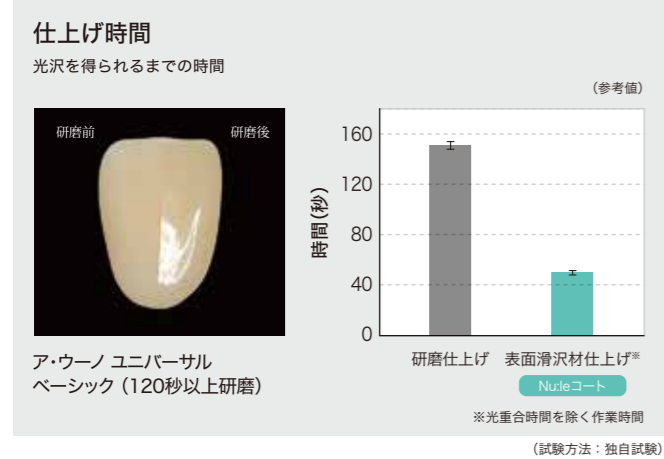 仕上げ時間
光沢を得られるまでの時間
（参考値）
研磨前
研磨後
時間(秒)
160
120
80
40
0
研磨仕上げ
表面滑沢材仕上げ※
Nu:leコート
※光重合時間を除く作業時間
ア・ウーノ ユニバーサル
ベーシック（120秒以上研磨）
（試験方法：独自試験）